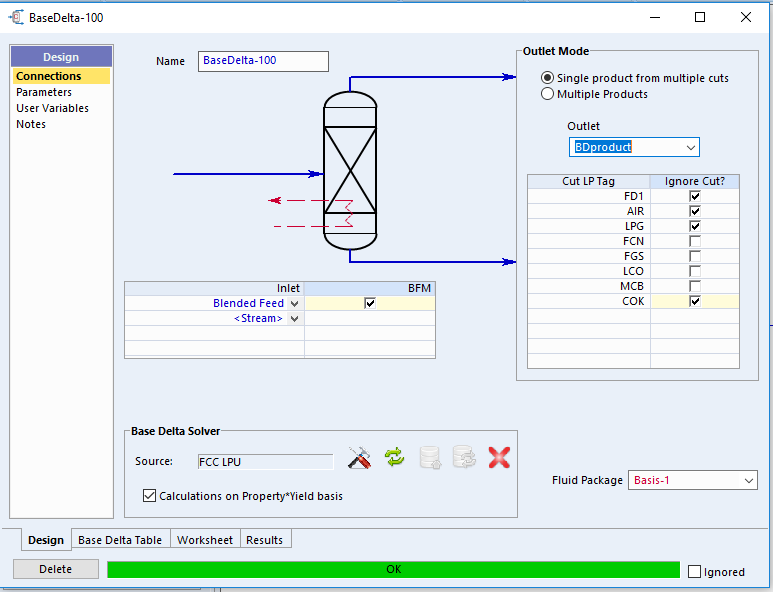 BaseDelta-100
Design
Connections
Parameters
User Variables
Notes
Name BaseDelta-100
Outlet Mode
Single product from multiple cuts
Multiple Products
Outlet
BDproduct
Cut LP Tag Ignore Cut?
FD1
AIR
LPG
FCN
FGS
LCO
MCB
COK
Inlet BFM
Blended Feed
<Stream>
Base Delta Solver
Source: FCC LPU
Calculations on Property*Yield basis
Fluid Package Basis-1
Design Base Delta Table Worksheet Results
Delete OK Ignored